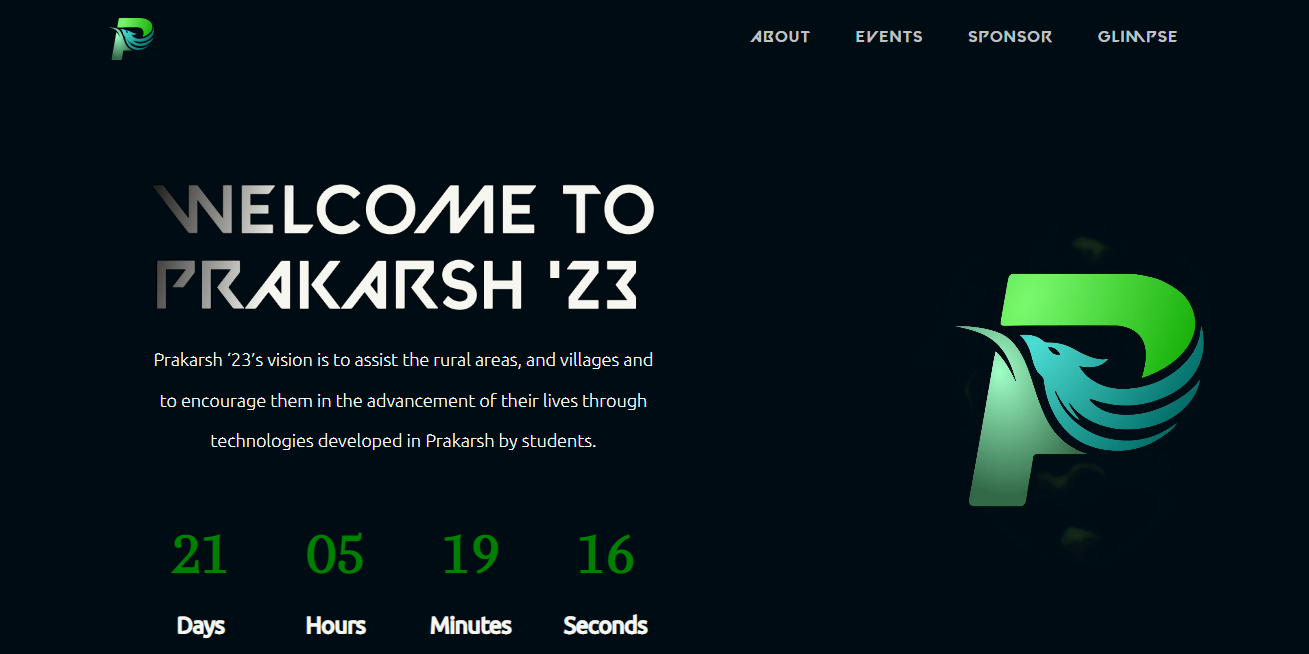 ABOUT EVENTS SPONSOR GLIMPSE
WELCOME TO
PRAKARSH '23
Prakarsh ‘23’s vision is to assist the rural areas, and villages and
to encourage them in the advancement of their lives through
technologies developed in Prakarsh by students.
21 05 19 16
Days Hours Minutes Seconds